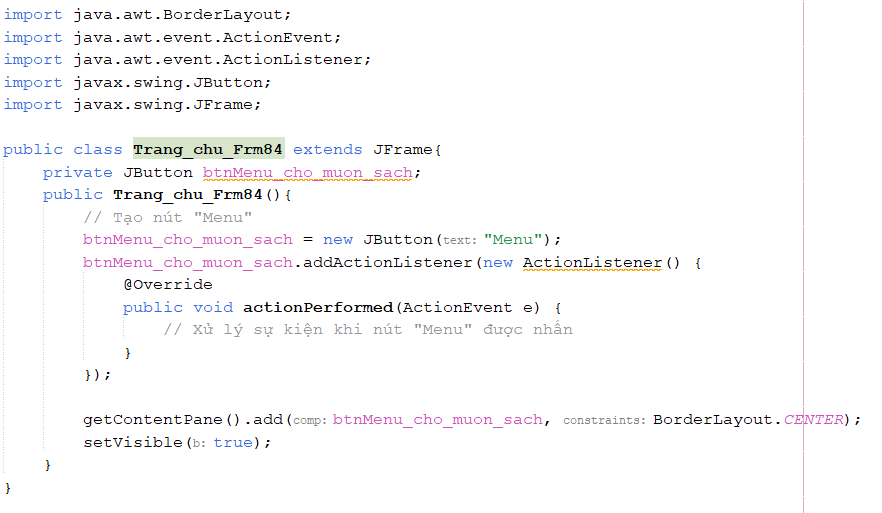 import java.awt.BorderLayout;
import java.awt.event.ActionEvent;
import java.awt.event.ActionListener;
import javax.swing.JButton;
import javax.swing.JFrame;
public class Trang_chu_Frm84 extends JFrame{
private JButton btnMenu_cho_muon_sach;
public Trang_chu_Frm84(){
// Tạo nút "Menu"
btnMenu_cho_muon_sach = new JButton(text: "Menu");
btnMenu_cho_muon_sach.addActionListener(new ActionListener() {
@Override
public void actionPerformed(ActionEvent e) {
// Xử lý sự kiện khi nút "Menu" được nhấn
}
});
getContentPane().add(comp: btnMenu_cho_muon_sach, constraints: BorderLayout.CENTER);
setVisible(b: true);
}
}